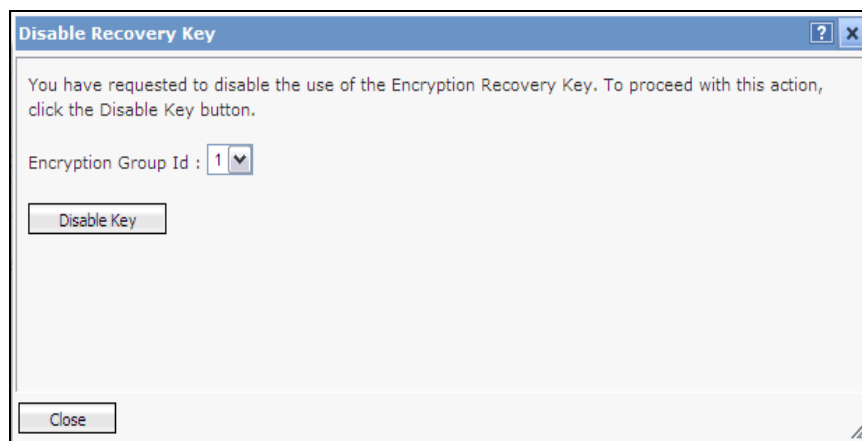 Disable Recovery Key ?
You have requested to disable the use of the Encryption Recovery Key. To proceed with this action,
click the Disable Key button.
Encryption Group Id : 1
Disable Key
Close